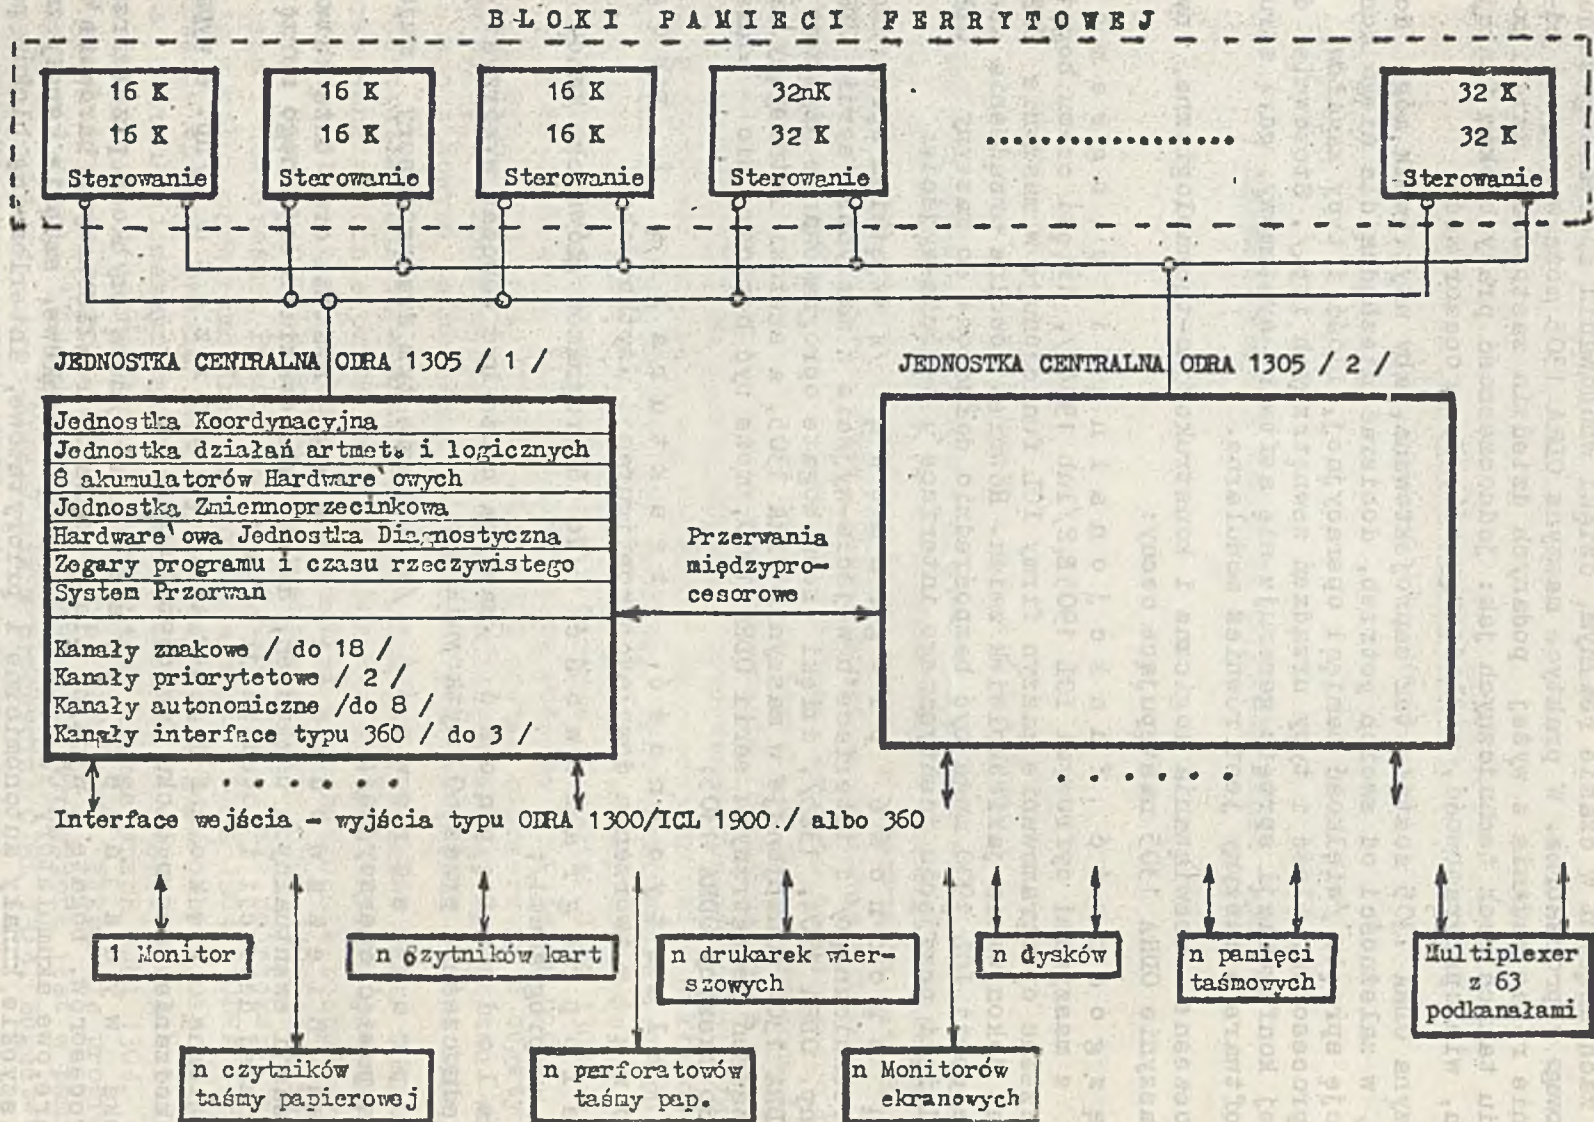 BLOKI PAMIECI FERRYTOWEJ
16 K
16 K
Sterowanie
16 K
16 K
Sterowanie
16 K
16 K
Sterowanie
32nK
32 K
Sterowanie
..................
32 K
32 K
Sterowanie
JEDNOSTKA CENTRALNA ODRA 1305 / 1 /
JEDNOSTKA CENTRALNA ODRA 1305 / 2 /
Jednostka Koordynacyjna
Jednostka działań artmet. i logicznych
8 akumulatorów Hardware'owych
Jednostka Zmiennoprzecinkowa
Hardware'owa Jednostka Diagnostyczna
Zegary programu i czasu rzeczywistego
System Przerwan
Kanały znakowe / do 18 /
Kanały priorytetowe / 2 /
Kanały autonomiczne /do 8 /
Kanały interface typu 360 / do 3 /
Przerwania
międzypro-
cesorowe
.......
......
Interface wejścia - wyjścia typu ODRA 1300/ICL 1900./ albo 360
1 Monitor
n czytników kart
n drukarek wier-
szowych
n dysków
n pamięci
taśmowych
Multiplexer
z 63
podkanałami
n czytników
taśmy papierowej
n perforatowów
taśmy pap.
n Monitorów
ekranowych